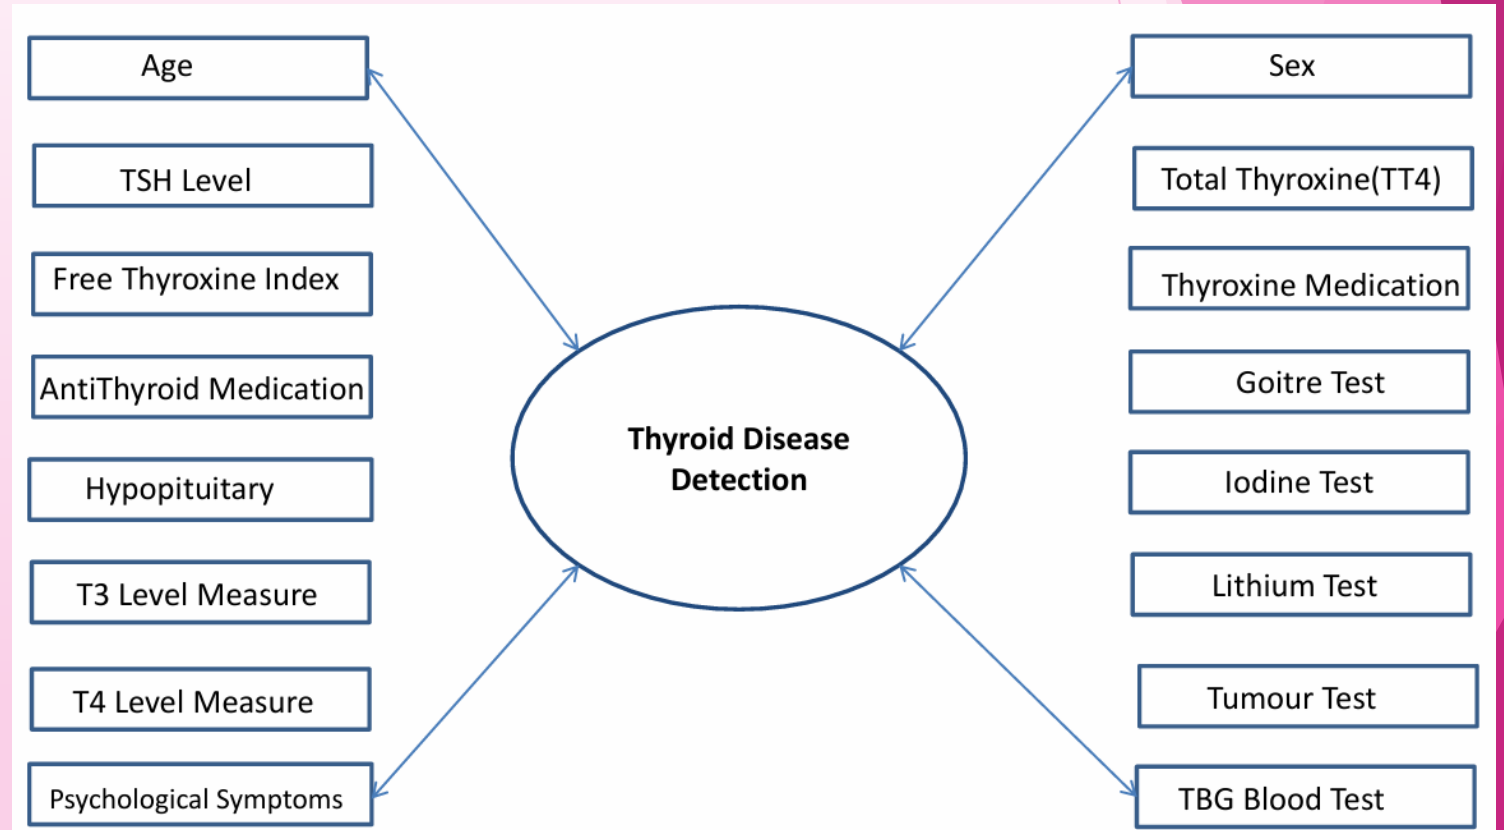 Age
TSH Level
Free Thyroxine Index
AntiThyroid Medication
Hypopituitary
T3 Level Measure
T4 Level Measure
Psychological Symptoms
Thyroid Disease
Detection
Sex
Total Thyroxine(TT4)
Thyroxine Medication
Goitre Test
Iodine Test
Lithium Test
Tumour Test
TBG Blood Test